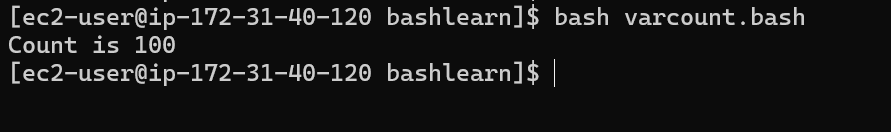 [ec2-user@ip-172-31-40-120 bashlearn]$ bash varcount.bash
Count is 100
[ec2-user@ip-172-31-40-120 bashlearn]$